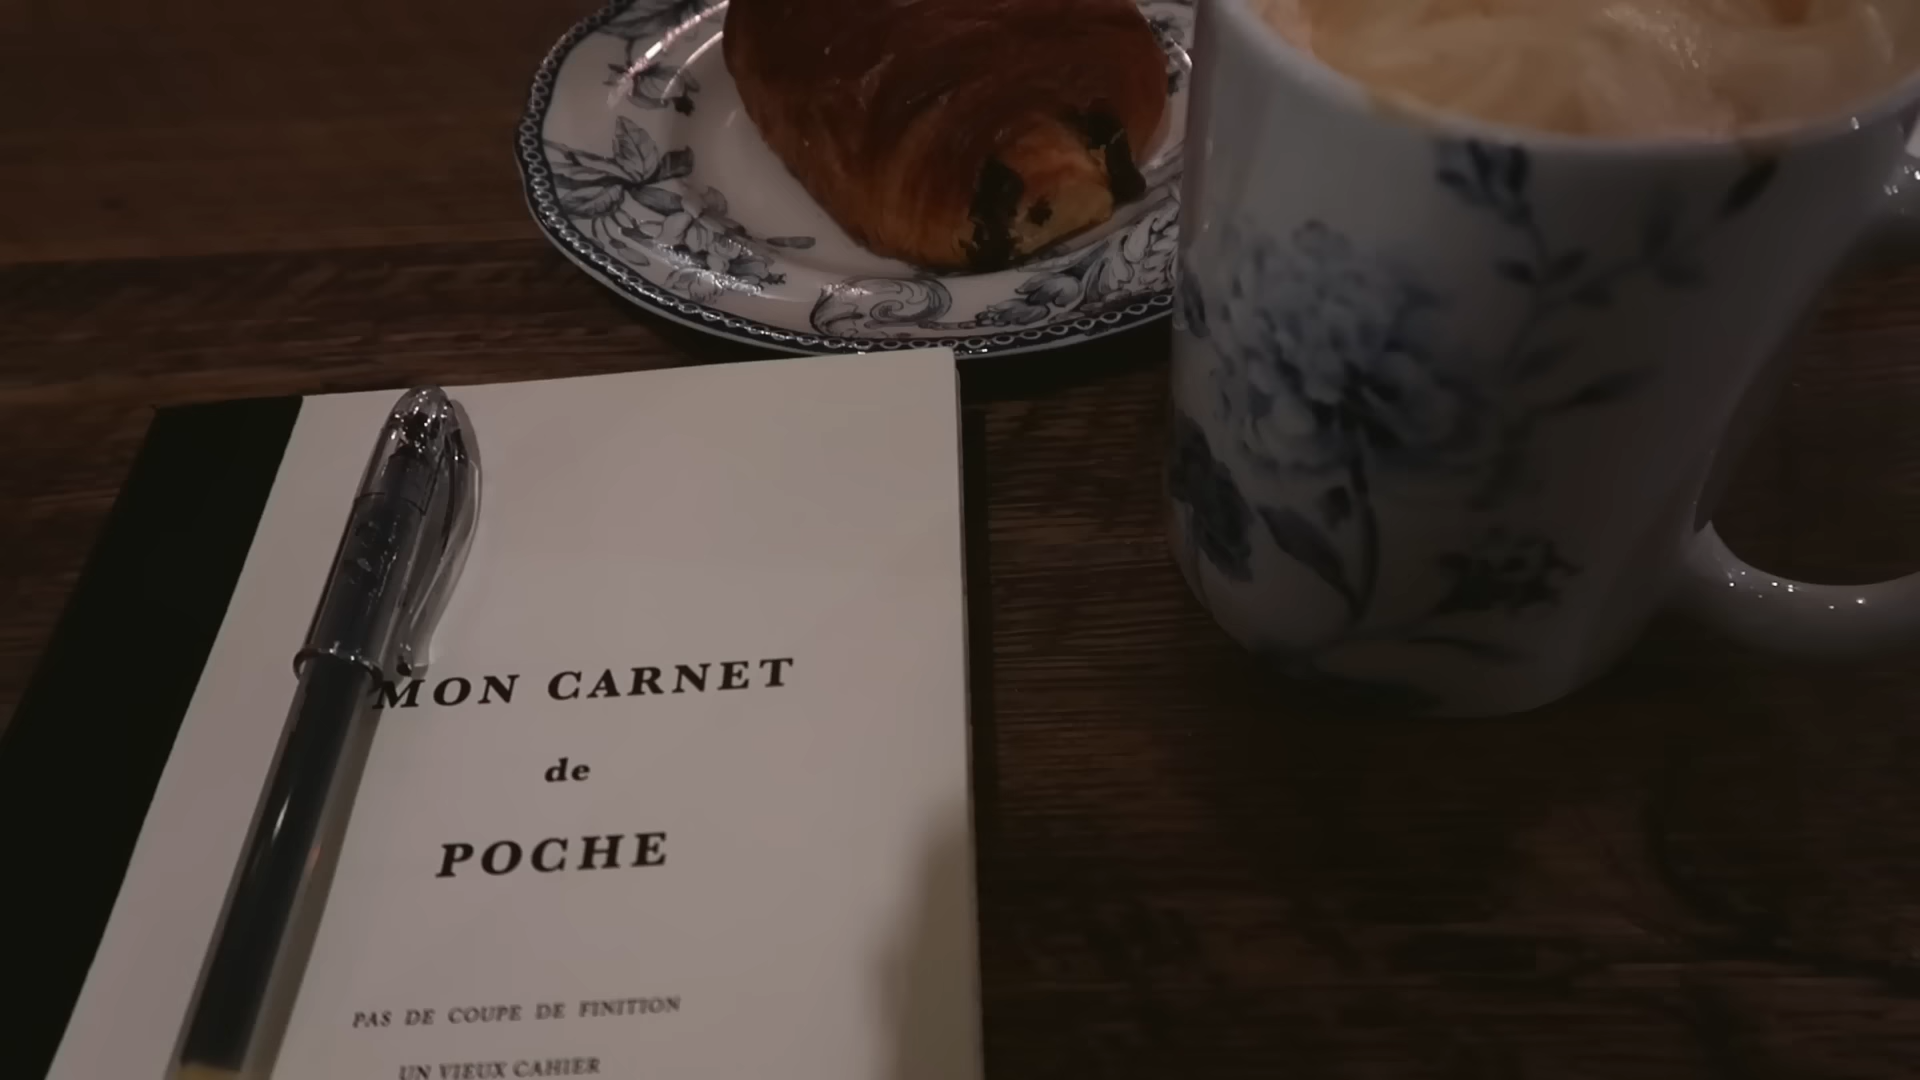 MON CARNET
de
POCHE
PAS DE COUPE DE FINITION
UN VIEUX CAHIER